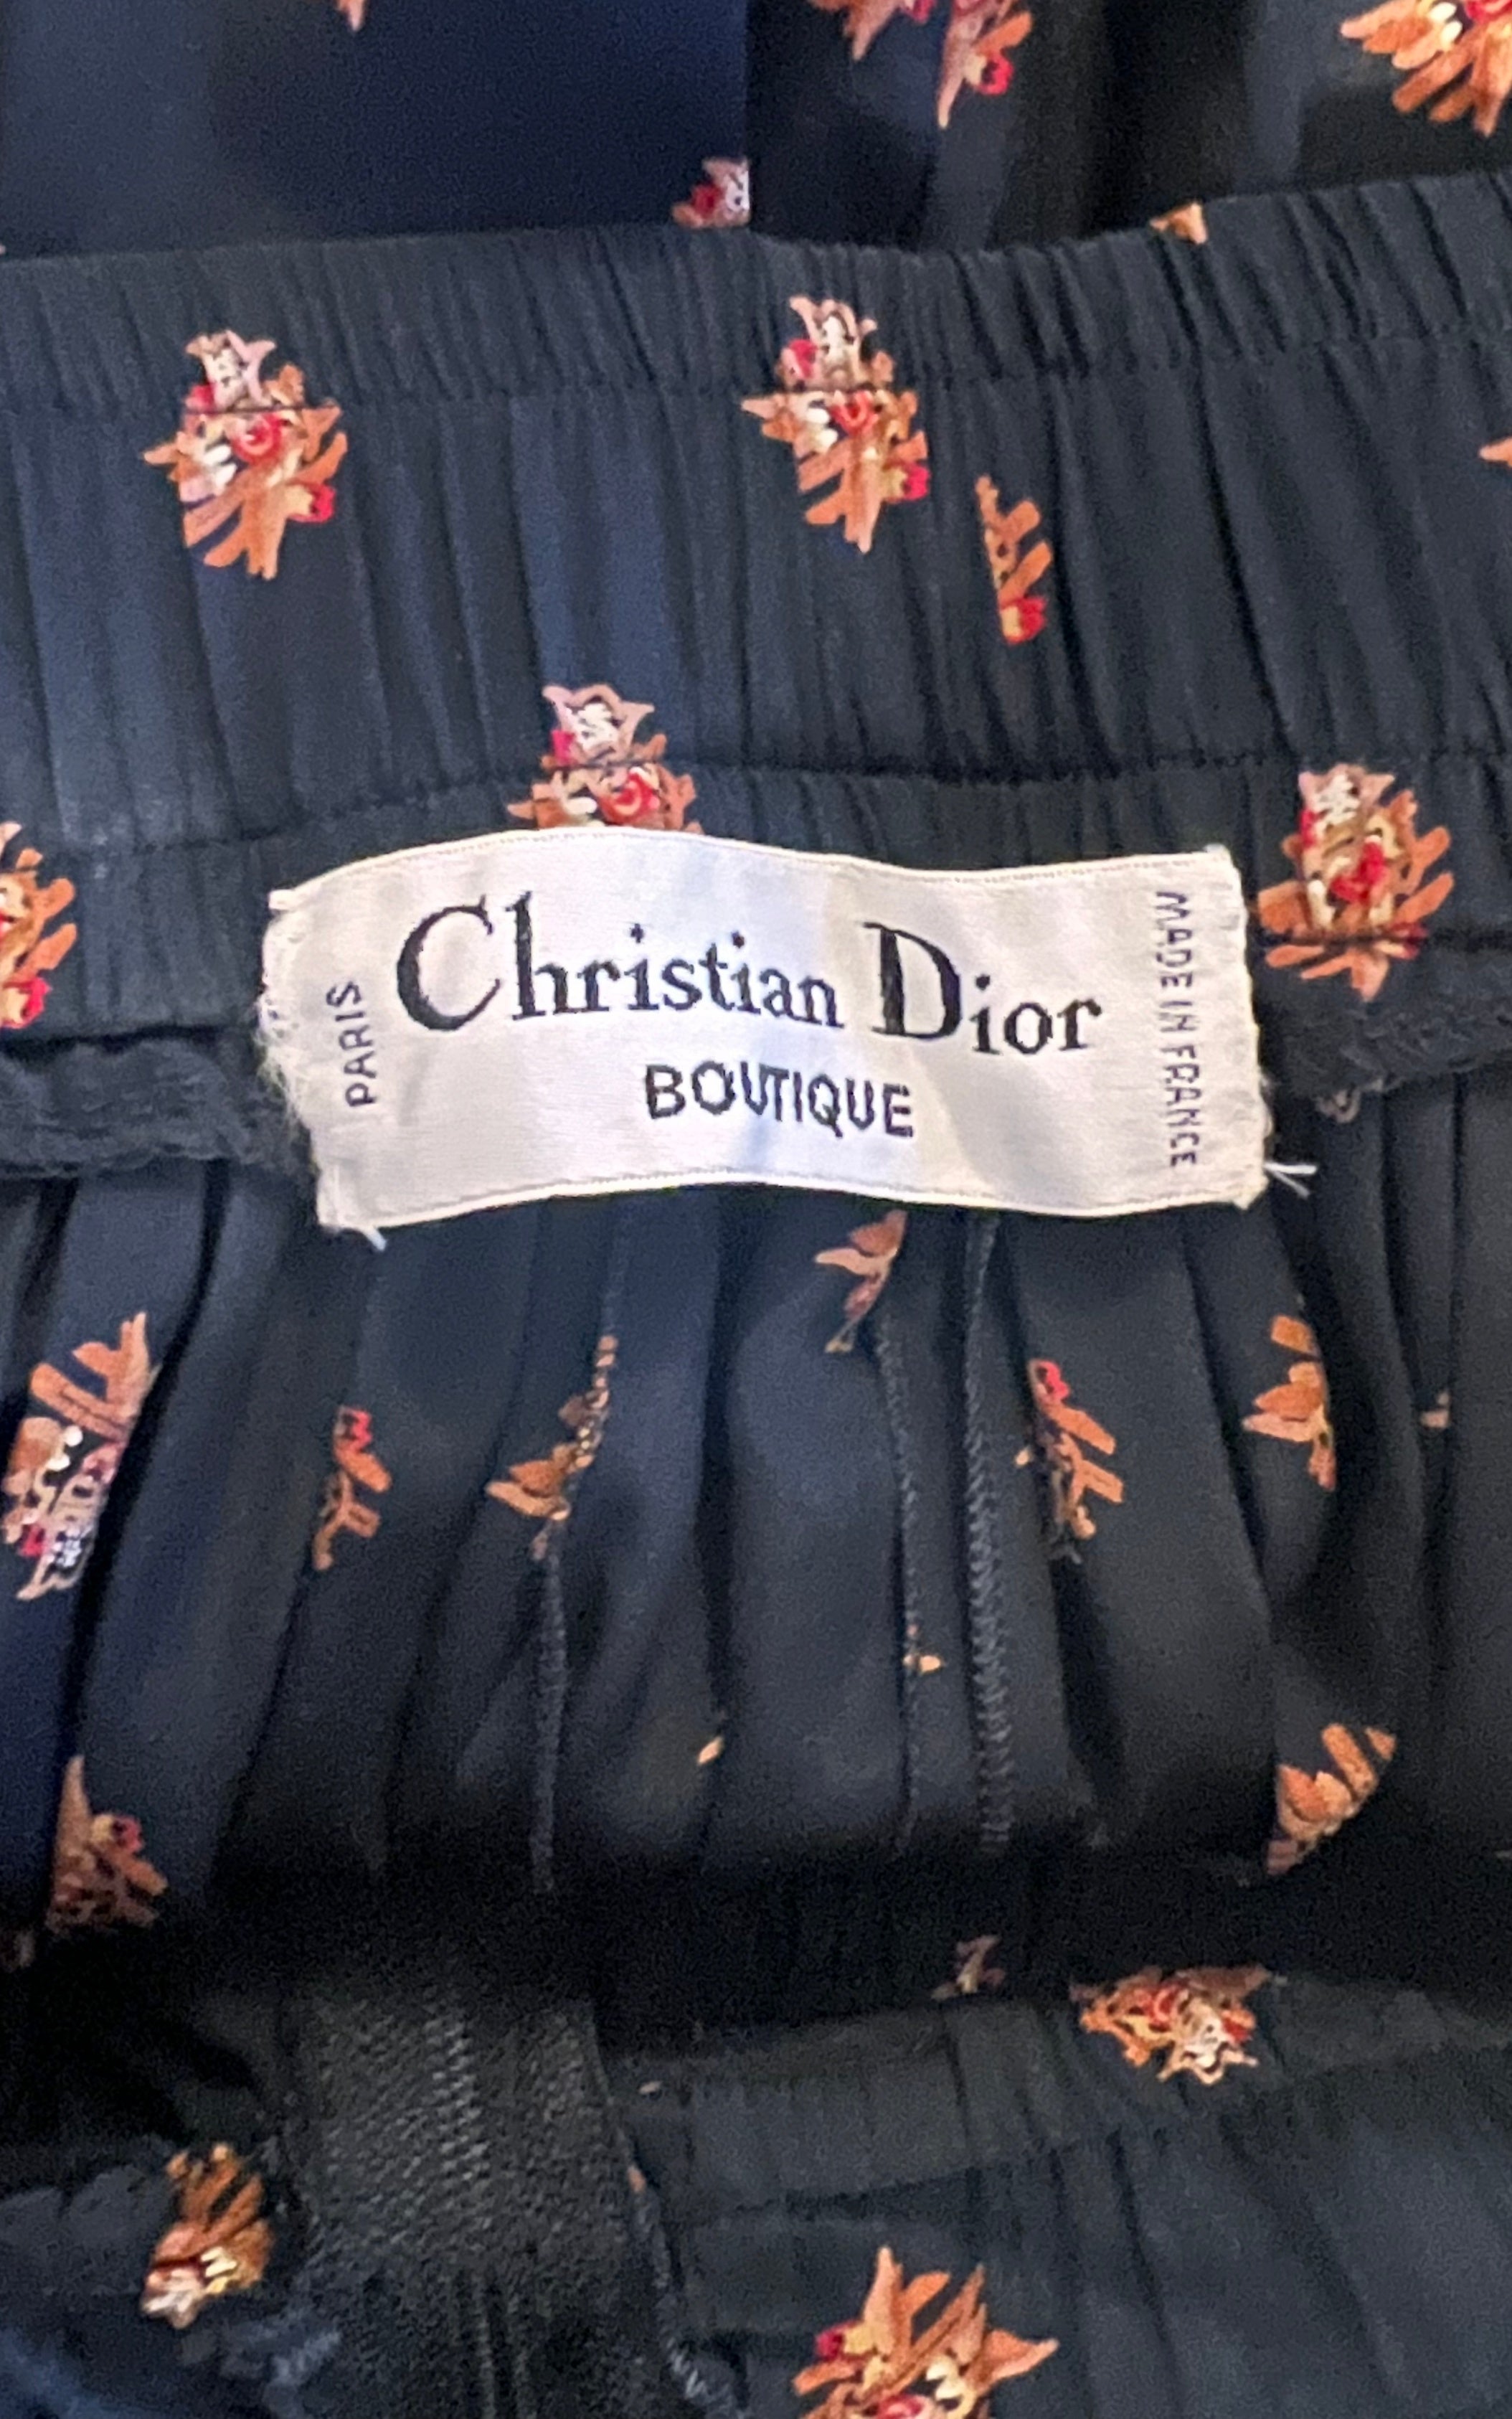 PARIS
Christian Dior
BOUTIQUE
MADE IN FRANCE